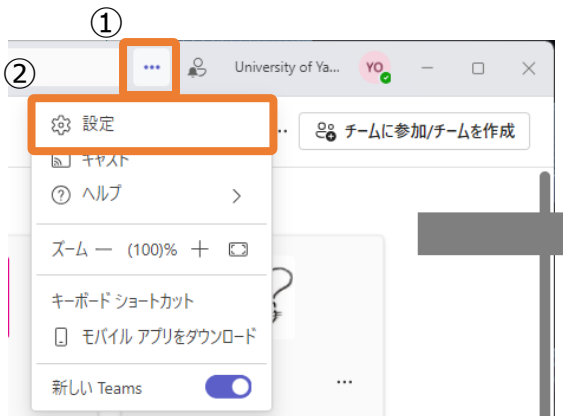 ①
②
... University of Ya... YO
設定
... チームに参加/チームを作成
キャスト
ヘルプ
ズーム — (100)% +
キーボード ショートカット
モバイル アプリをダウンロード
新しい Teams
...